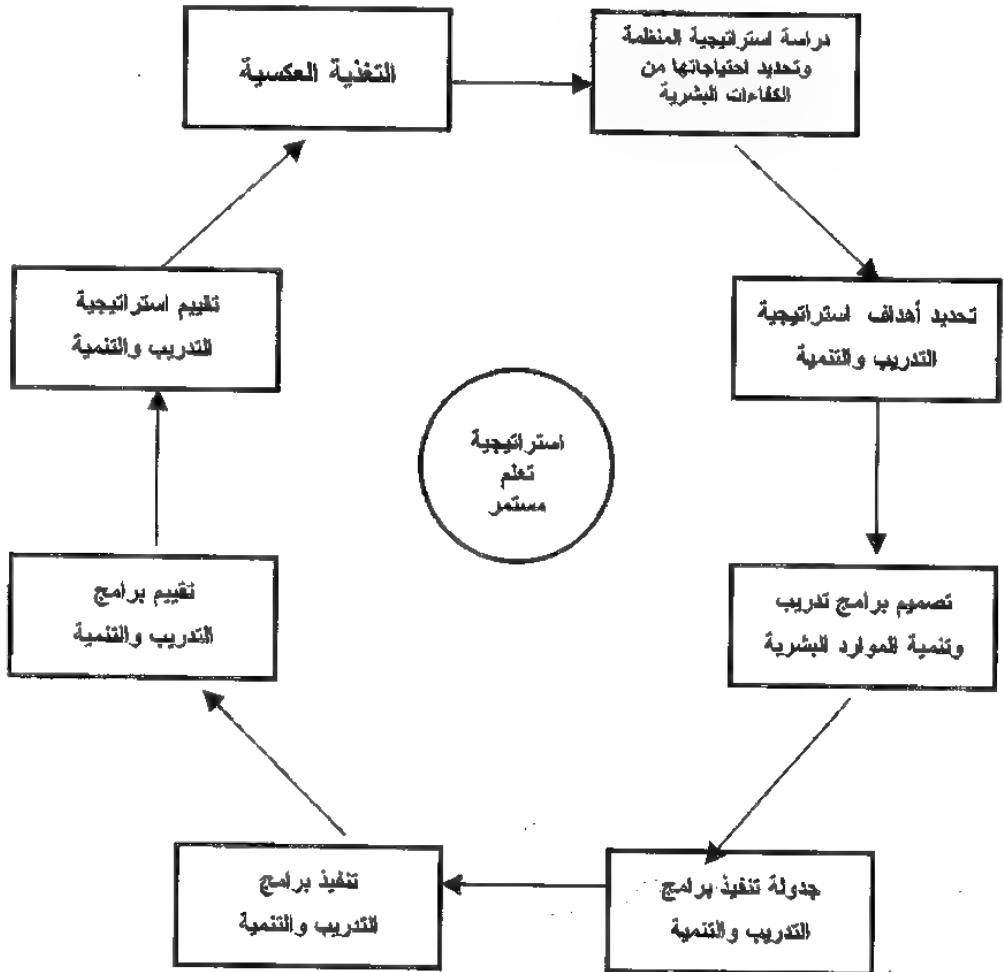 التغذية العكسية
دراسة استراتيجية المنظمة
وتحديد احتياجاتها من
الكفاءات البشرية
تحديد أهداف استراتيجية
التدريب والتنمية
تصميم برامج تدريب
وتنمية الموارد البشرية
جدولة تنفيذ برامج
التدريب والتنمية
تنفيذ برامج
التدريب والتنمية
تقييم برامج
التدريب والتنمية
تقييم استراتيجية
التدريب والتنمية
استراتيجية
تعلم
مستمر